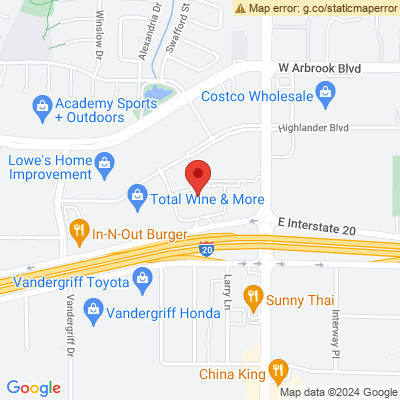 Map error: g.co/staticmaperror
Winslow Dr
Alexandria Dr
Swafford St
W Arbrook Blvd
Academy Sports
+ Outdoors
Costco Wholesale
Highlander Blvd
Lowe's Home
Improvement
Total Wine & More
E Interstate 20
In-N-Out Burger
20
Vandergriff Toyota
Larry Ln
Vandergriff Dr
Vandergriff Honda
Sunny Thai
Interway Pl
China King
Google
Map data ©2024 Google